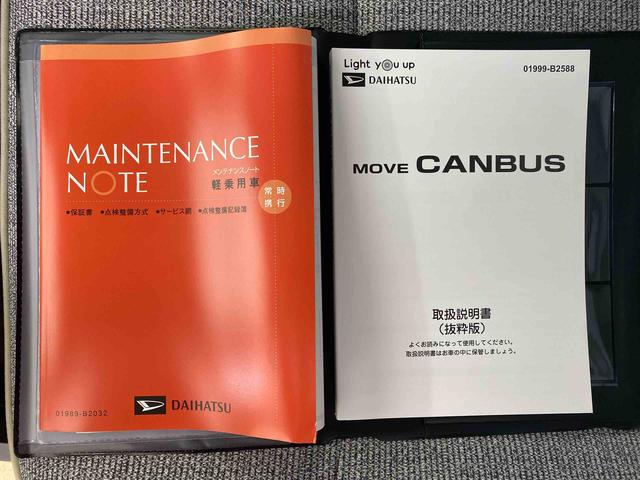 MAINTENANCE
NOTE
メンテナンスノート
軽乗用車
常時
携行
●保証書 ●点検整備方式 ●サービス網 ●点検整備記録簿
01989-B2032
DAIHATSU
Light you up
DAIHATSU
01999-B2588
MOVE CANBUS
取扱説明書
（抜粋版）
よくお読みになって使用してください。
取扱説明書はお車の中に保管しましょう。